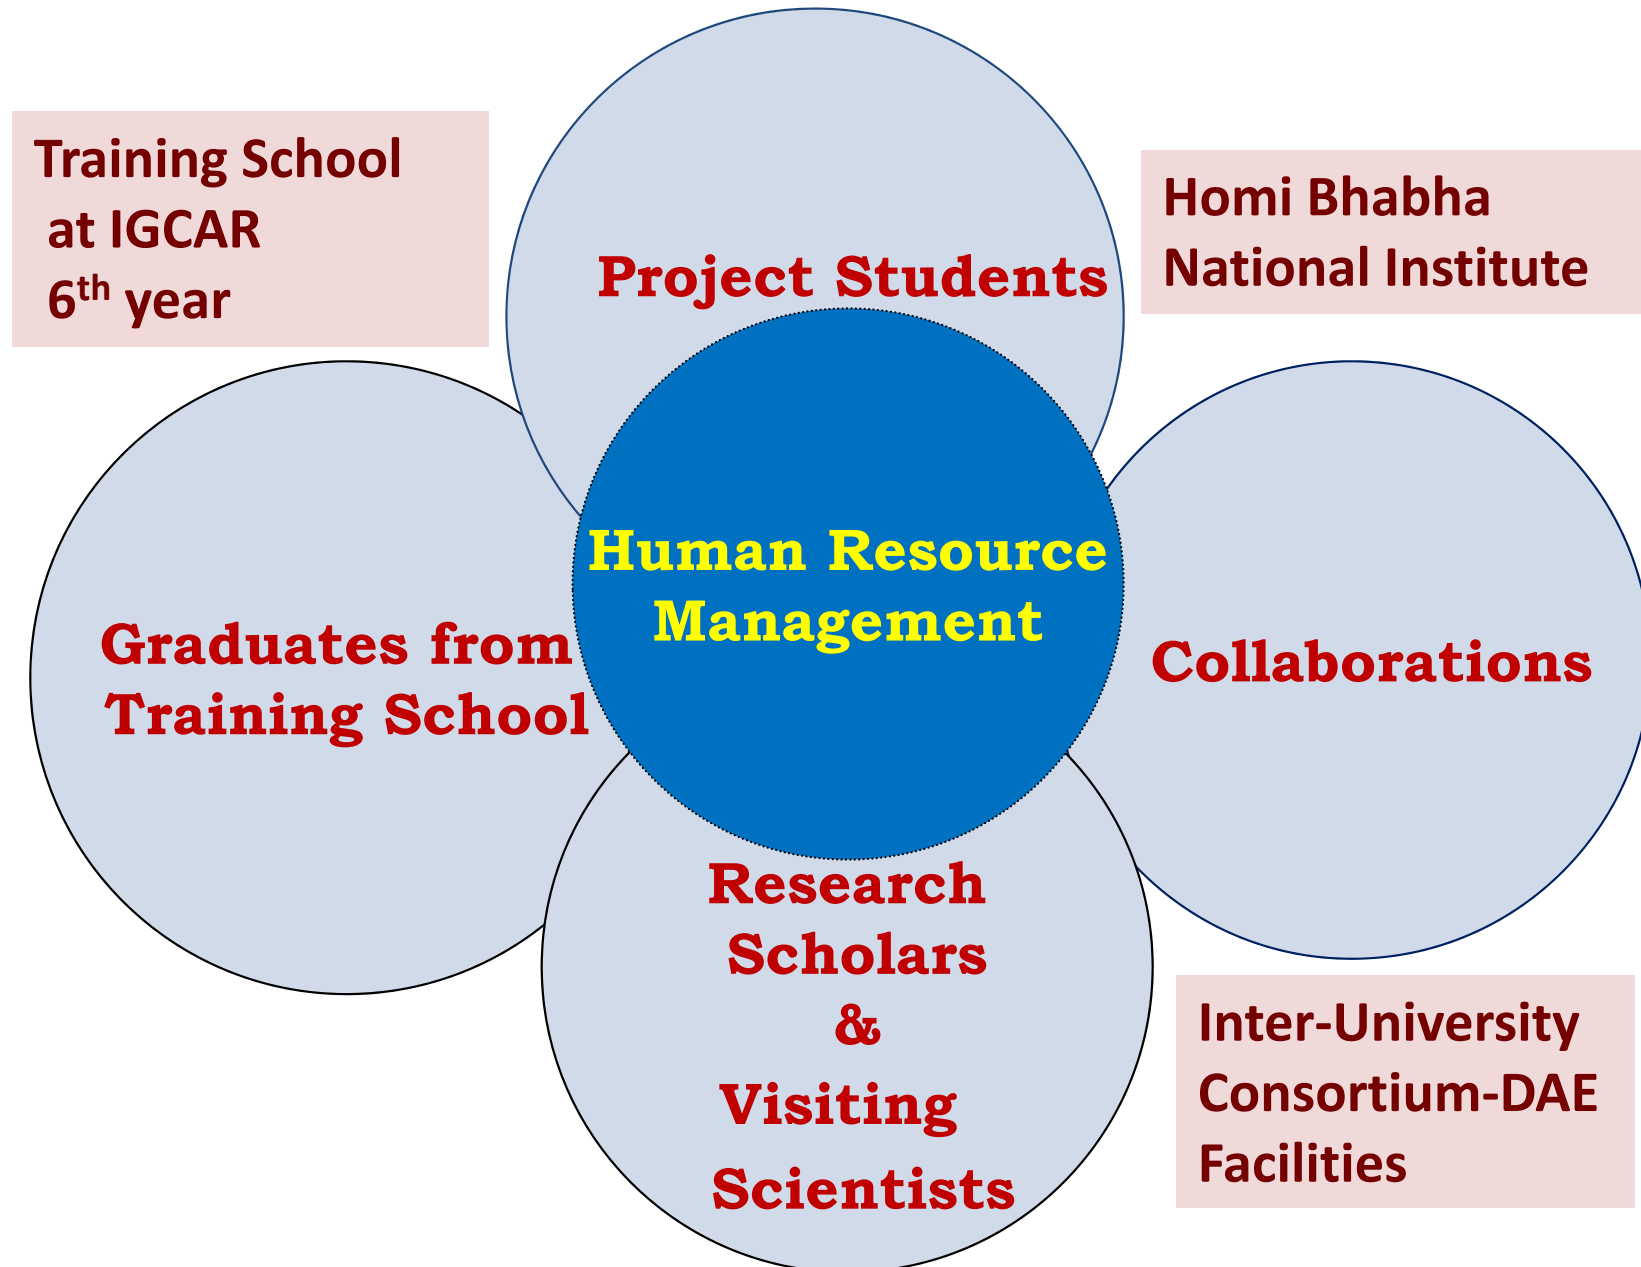 Training School
at IGCAR
6th year
Project Students
Homi Bhabha
National Institute
Human Resource
Management
Graduates from
Training School
Collaborations
Research
Scholars
&
Visiting
Scientists
Inter-University
Consortium-DAE
Facilities